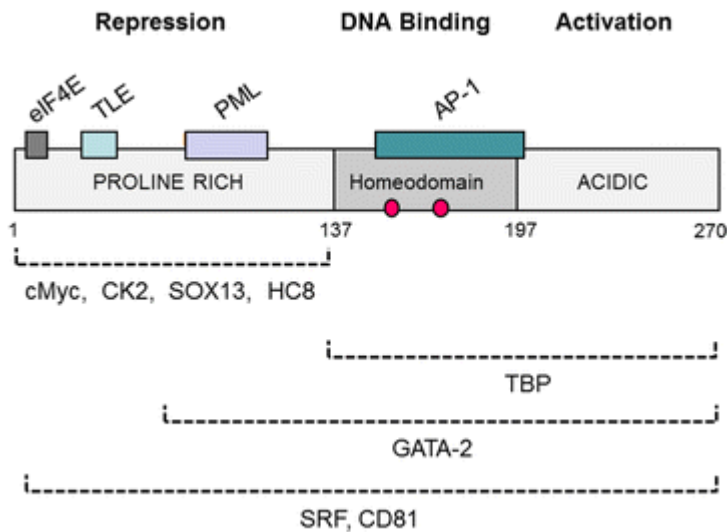 Repression DNA Binding Activation
eIF4E TLE PML AP-1
PROLINE RICH Homeodomain ACIDIC
1 137 197 270
cMyc, CK2, SOX13, HC8
TBP
GATA-2
SRF, CD81